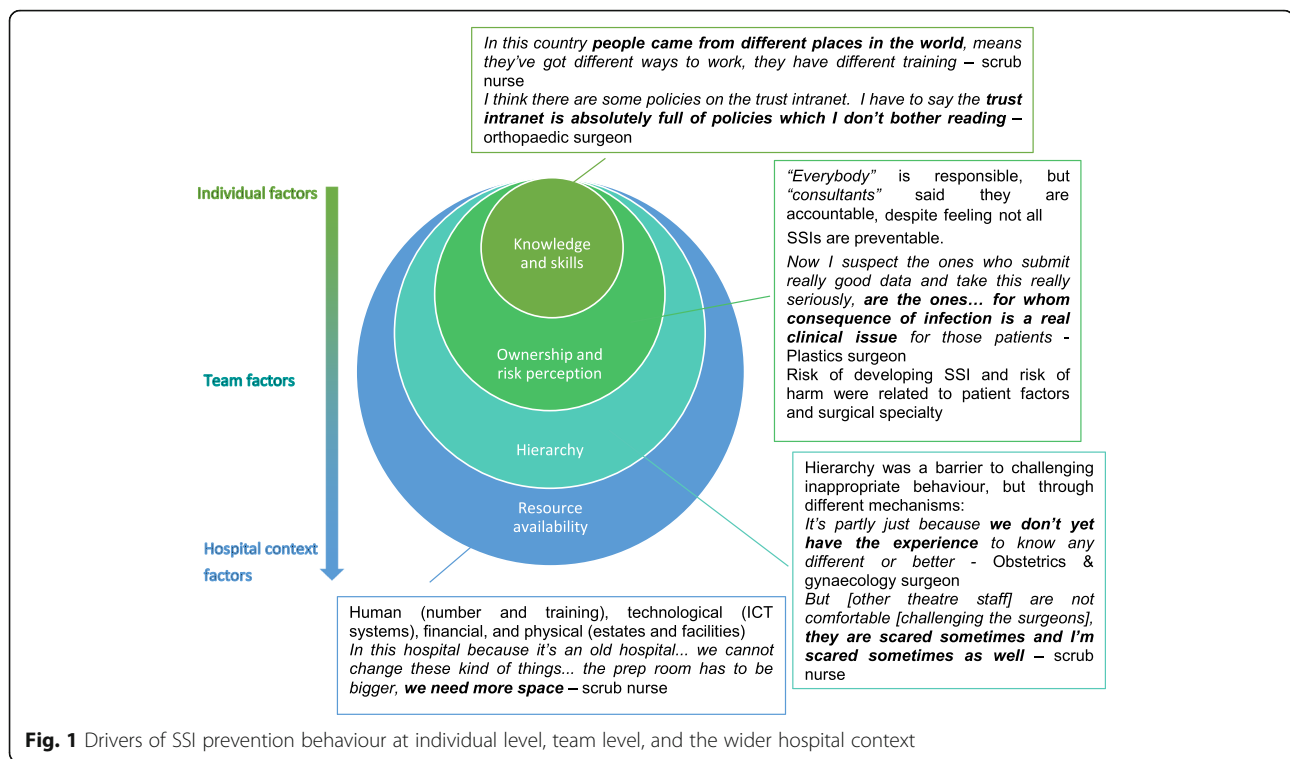 In this country people came from different places in the world, means
they've got different ways to work, they have different training – scrub
nurse
I think there are some policies on the trust intranet. I have to say the trust
intranet is absolutely full of policies which I don't bother reading –
orthopaedic surgeon
Individual factors
Team factors
Hospital context
factors
Knowledge
and skills
Ownership and
risk perception
Hierarchy
Resource
availability
"Everybody" is responsible, but
"consultants" said they are
accountable, despite feeling not all
SSIs are preventable.
Now I suspect the ones who submit
really good data and take this really
seriously, are the ones... for whom
consequence of infection is a real
clinical issue for those patients -
Plastics surgeon
Risk of developing SSI and risk of
harm were related to patient factors
and surgical specialty
Hierarchy was a barrier to challenging
inappropriate behaviour, but through
different mechanisms:
It's partly just because we don't yet
have the experience to know any
different or better - Obstetrics &
gynaecology surgeon
But [other theatre staff] are not
comfortable [challenging the surgeons],
they are scared sometimes and I'm
scared sometimes as well – scrub
nurse
Human (number and training), technological (ICT
systems), financial, and physical (estates and facilities)
In this hospital because it's an old hospital... we cannot
change these kind of things... the prep room has to be
bigger, we need more space – scrub nurse
Fig. 1 Drivers of SSI prevention behaviour at individual level, team level, and the wider hospital context